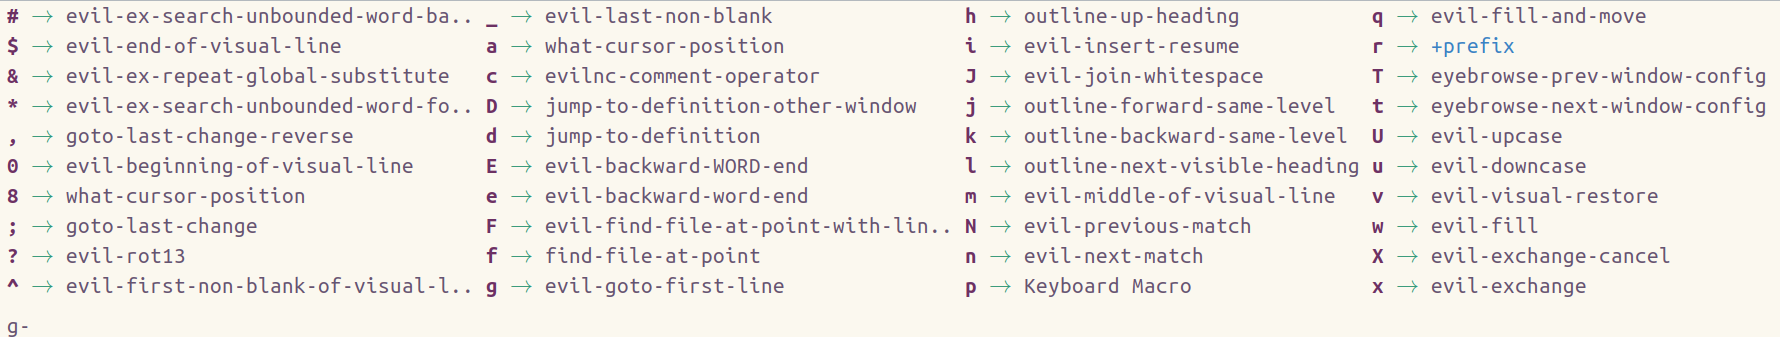 # → evil-ex-search-unbounded-word-ba.. _ → evil-last-non-blank h → outline-up-heading q → evil-fill-and-move
$ → evil-end-of-visual-line a → what-cursor-position i → evil-insert-resume r → +prefix
& → evil-ex-repeat-global-substitute c → evilnc-comment-operator J → evil-join-whitespace T → eyebrowse-prev-window-config
* → evil-ex-search-unbounded-word-fo.. D → jump-to-definition-other-window j → outline-forward-same-level t → eyebrowse-next-window-config
, → goto-last-change-reverse d → jump-to-definition k → outline-backward-same-level U → evil-upcase
0 → evil-beginning-of-visual-line E → evil-backward-WORD-end l → outline-next-visible-heading u → evil-downcase
8 → what-cursor-position e → evil-backward-word-end m → evil-middle-of-visual-line v → evil-visual-restore
; → goto-last-change F → evil-find-file-at-point-with-lin.. N → evil-previous-match w → evil-fill
? → evil-rot13 f → find-file-at-point n → evil-next-match X → evil-exchange-cancel
^ → evil-first-non-blank-of-visual-l.. g → evil-goto-first-line p → Keyboard Macro x → evil-exchange
g-